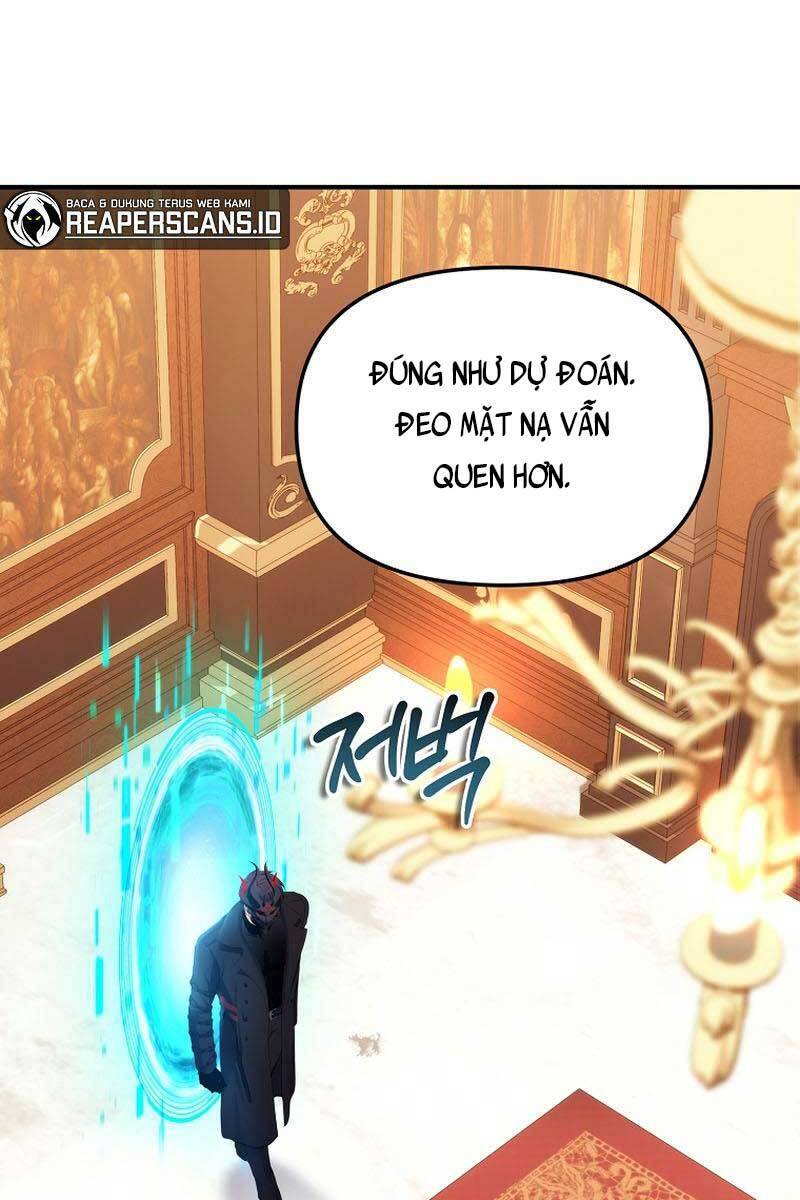 BACA & DUKUNG TERUS WEB KAMI
REAPERSCANS.ID
ĐÚNG NHƯ DỰ ĐOÁN.
ĐEO MẶT NẠ VẪN
QUEN HƠN.
저벅